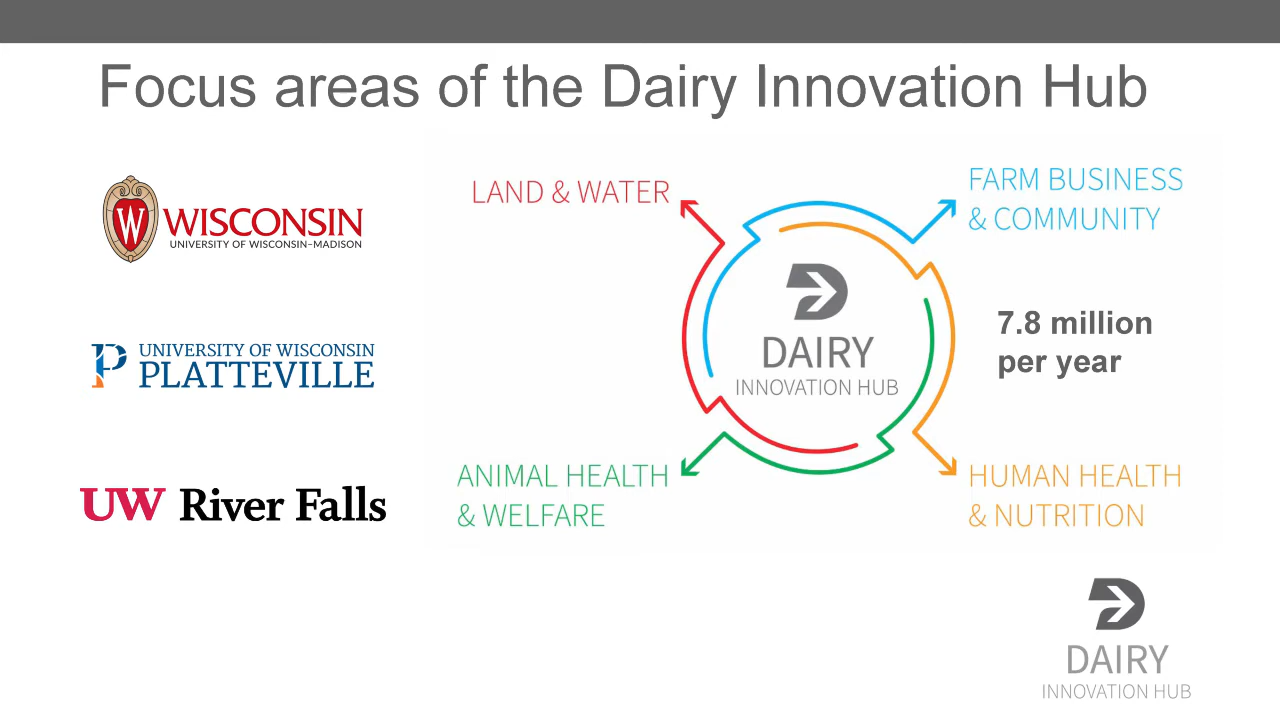 Focus areas of the Dairy Innovation Hub
W
WISCONSIN
UNIVERSITY OF WISCONSIN–MADISON
P
UNIVERSITY OF WISCONSIN
PLATTEVILLE
UW River Falls
LAND & WATER
FARM BUSINESS
& COMMUNITY
DAIRY
INNOVATION HUB
7.8 million
per year
ANIMAL HEALTH
& WELFARE
HUMAN HEALTH
& NUTRITION
DAIRY
INNOVATION HUB